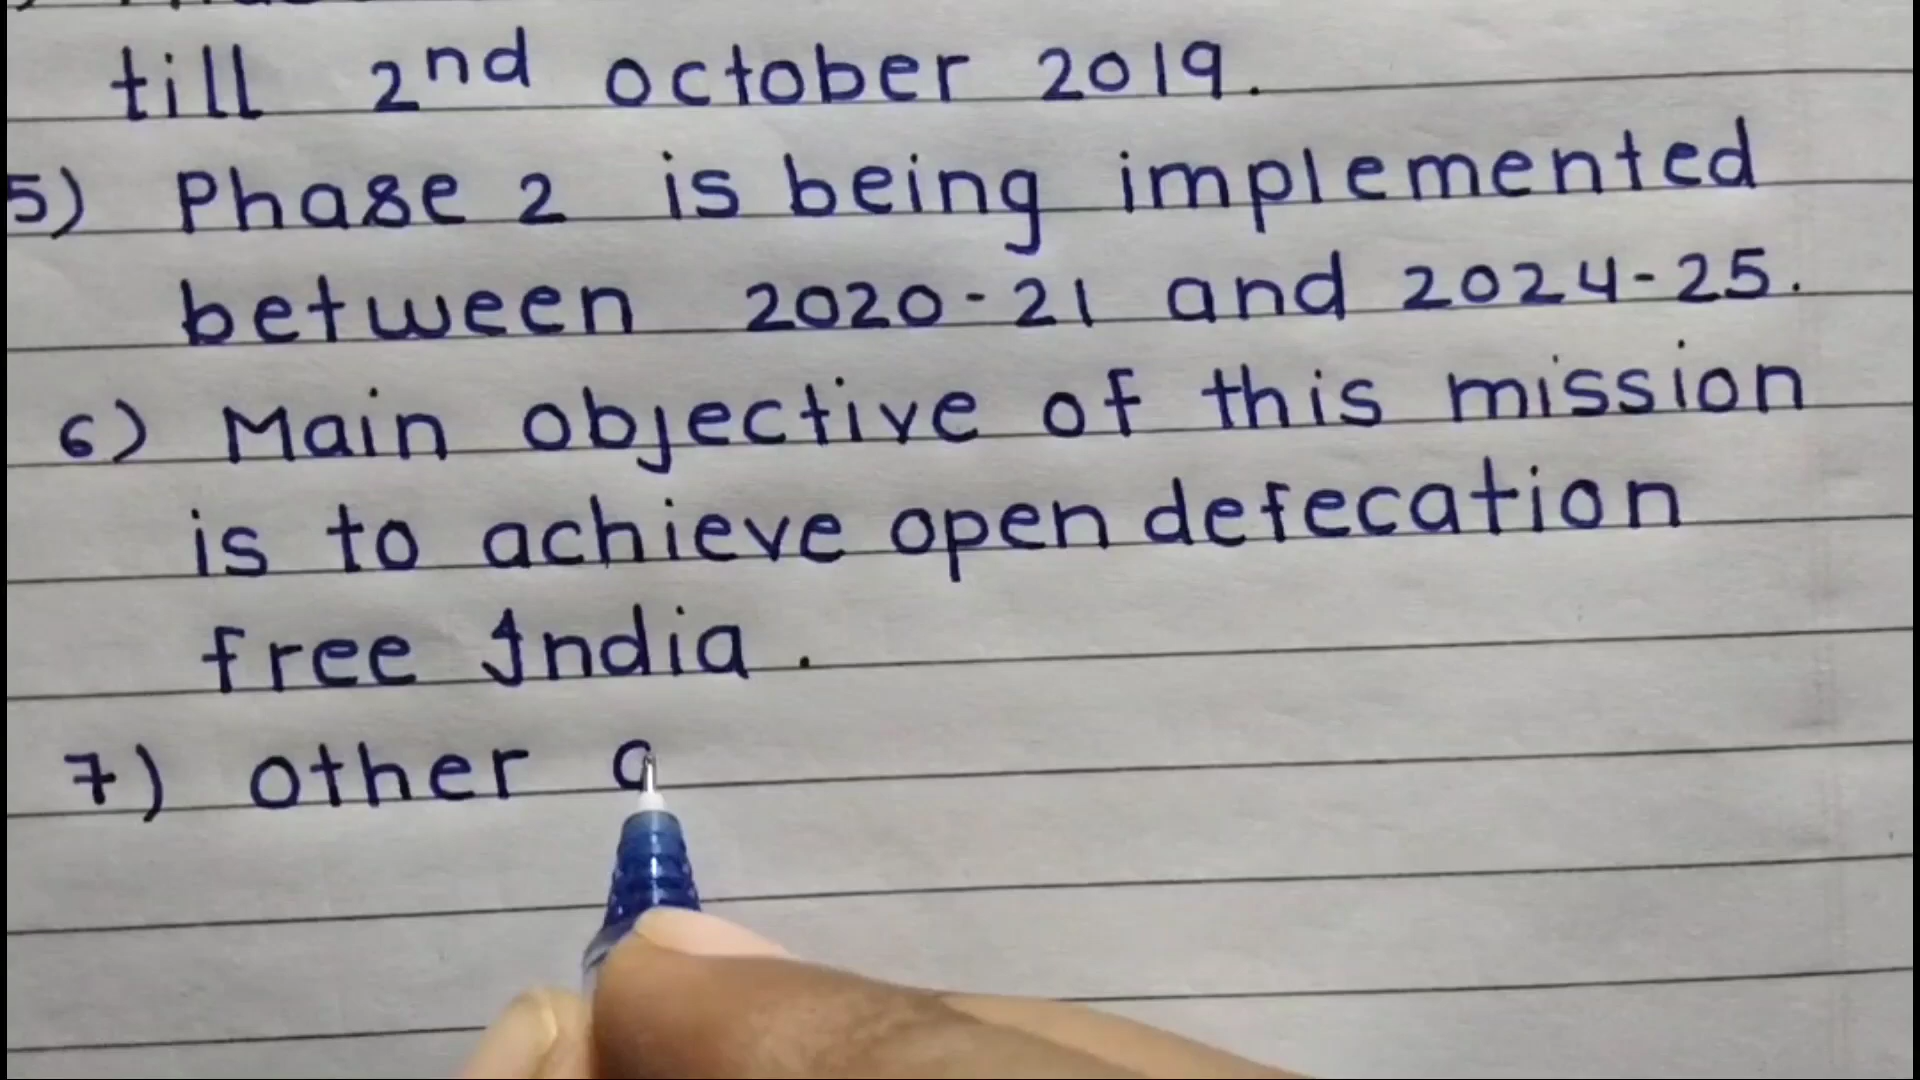 till 2nd october 2019.
5) Phase 2 is being implemented
between 2020-21 and 2024-25.
6) Main objective of this mission
is to achieve open defecation
free India.
7) other